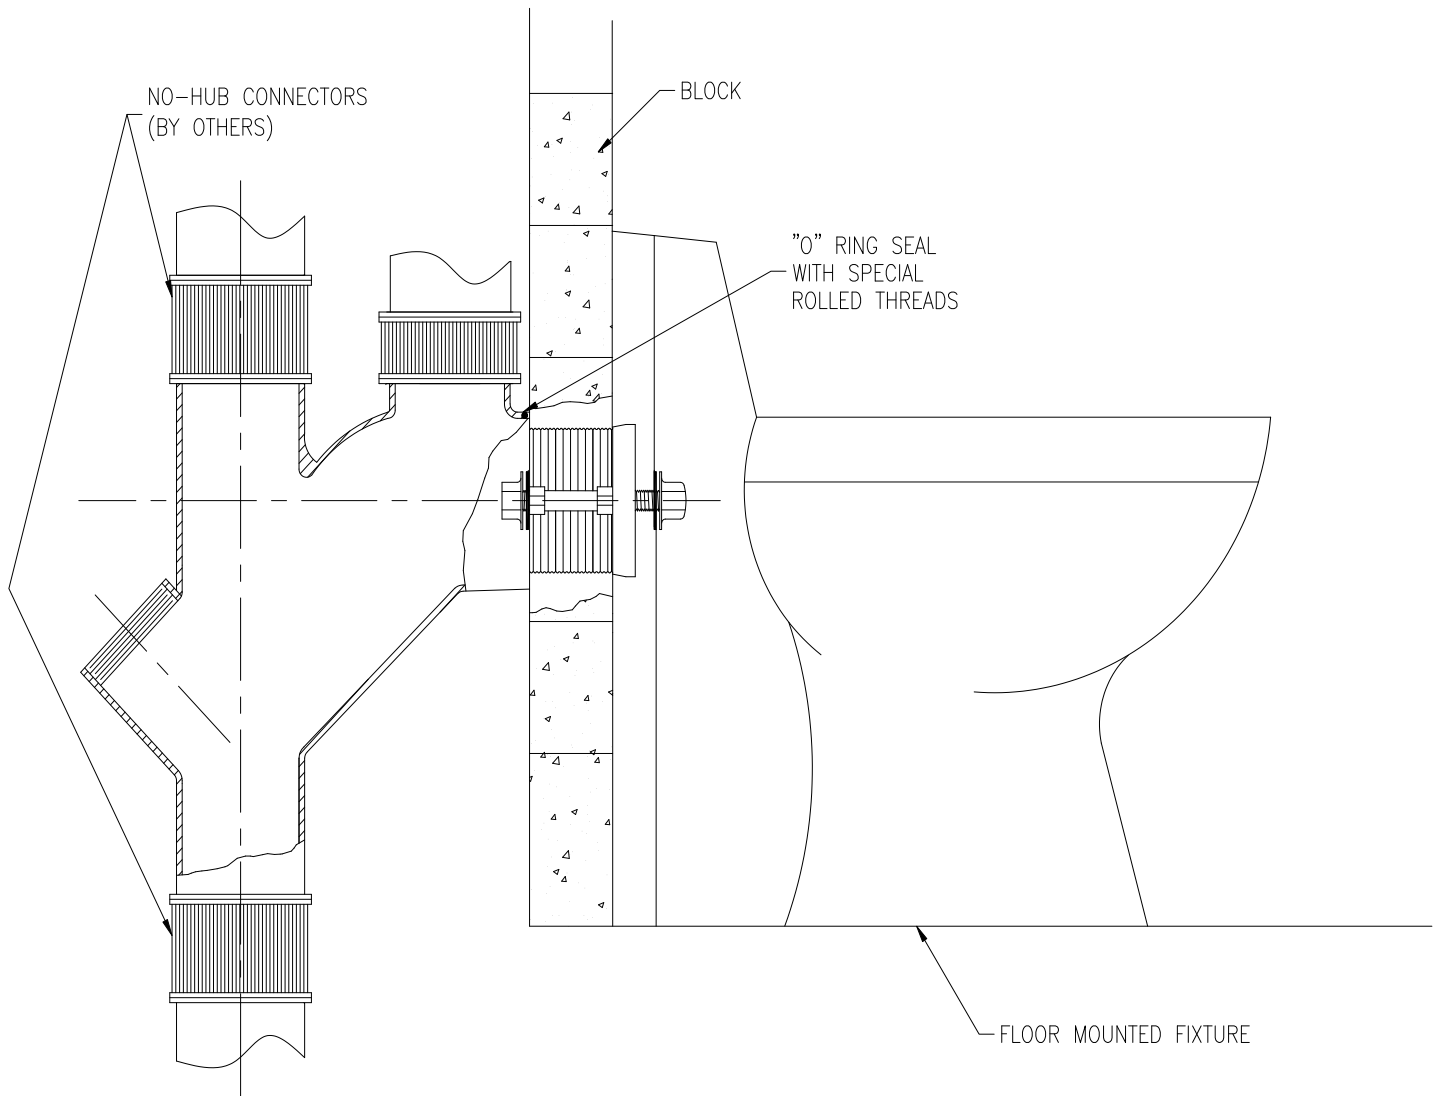 NO-HUB CONNECTORS
(BY OTHERS)
BLOCK
"O" RING SEAL
WITH SPECIAL
ROLLED THREADS
FLOOR MOUNTED FIXTURE